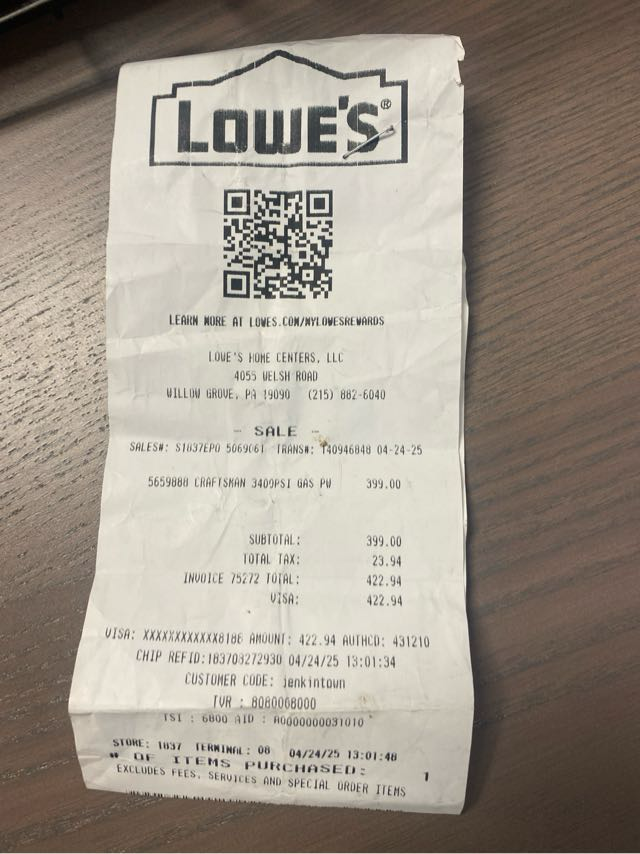 LOWE'S®
LEARN MORE AT LOWES.COM/MYLOWESREWARDS
LOWE'S HOME CENTERS, LLC
4055 WELSH ROAD
WILLOW GROVE, PA 19090 (215) 882-6040
- SALE -
SALES#: S1837EP0 5069061 TRANS#: 140946848 04-24-25
5659888 CRAFTSMAN 3400PSI GAS PW 399.00
SUBTOTAL: 399.00
TOTAL TAX: 23.94
INVOICE 75272 TOTAL: 422.94
VISA: 422.94
VISA: XXXXXXXXXXXX8186 AMOUNT: 422.94 AUTHCD: 431210
CHIP REFID:183708272930 04/24/25 13:01:34
CUSTOMER CODE: jenkintown
TVR : 8080068000
TSI : 6800 AID : A0000000031010
STORE: 1837 TERMINAL: 08 04/24/25 13:01:48
# OF ITEMS PURCHASED: 1
EXCLUDES FEES, SERVICES AND SPECIAL ORDER ITEMS